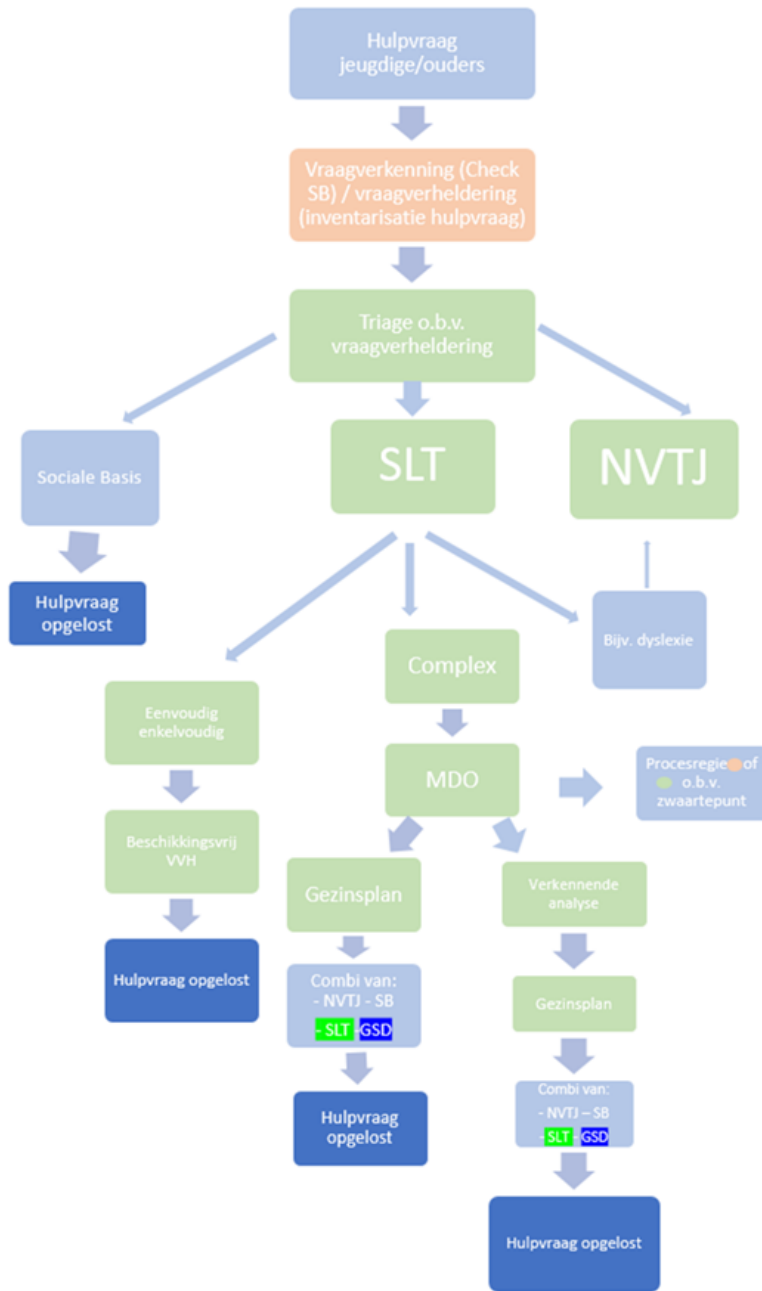 Hulpvraag
jeugdige/ouders
Vraagverkenning (Check
SB) / vraagverheldering
(inventarisatie hulpvraag)
Triage o.b.v.
vraagverheldering
Sociale Basis
SLT
NVTJ
Hulpvraag
opgelost
Bijv. dyslexie
Complex
Eenvoudig
enkelvoudig
MDO
Procesregie of
o.b.v.
zwaartepunt
Beschikkingsvrij
VVH
Gezinsplan
Verkennende
analyse
Hulpvraag opgelost
Combi van:
- NVTJ - SB
- SLT -GSD
Gezinsplan
Hulpvraag
opgelost
Combi van:
- NVTJ – SB
- SLT - GSD
Hulpvraag opgelost